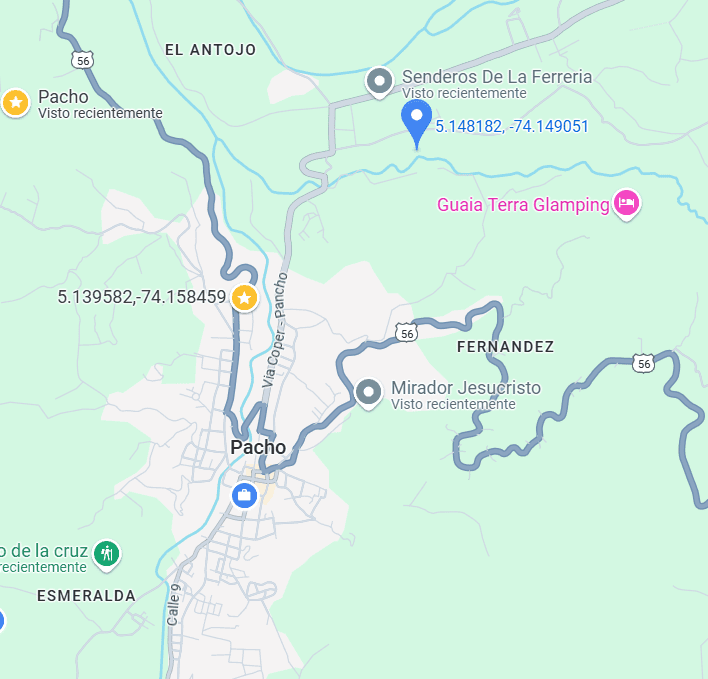 EL ANTOJO
56
Senderos De La Ferreria
Visto recientemente
Pacho
Visto recientemente
5.148182, -74.149051
Guaia Terra Glamping
5.139582,-74.158459
Via Coper - Pancho
56
FERNANDEZ
56
Mirador Jesucristo
Visto recientemente
Pacho
o de la cruz
recientemente
ESMERALDA
Calle 9